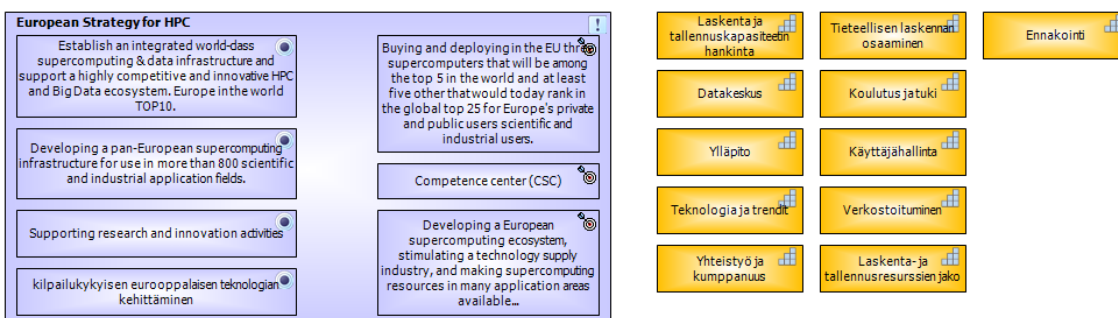 European Strategy for HPC
!
Establish an integrated world-class
supercomputing & data infrastructure and
support a highly competitive and innovative HPC
and Big Data ecosystem. Europe in the world
TOP10.
Developing a pan-European supercomputing
infrastructure for use in more than 800 scientific
and industrial application fields.
Supporting research and innovation activities
kilpailukykyisen eurooppalaisen teknologian
kehittäminen
Buying and deploying in the EU three
supercomputers that will be among
the top 5 in the world and at least
five other that would today rank in
the global top 25 for Europe's private
and public users scientific and
industrial users.
Competence center (CSC)
Developing a European
supercomputing ecosystem,
stimulating a technology supply
industry, and making supercomputing
resources in many application areas
available...
Laskenta ja
tallennuskapasiteetin
hankinta
Datakeskus
Ylläpito
Teknologia ja trendit
Yhteistyö ja
kumppanuus
Tieteellisen laskennan
osaaminen
Koulutus ja tuki
Käyttäjähallinta
Verkostoituminen
Laskenta- ja
tallennusresurssien jako
Ennakointi